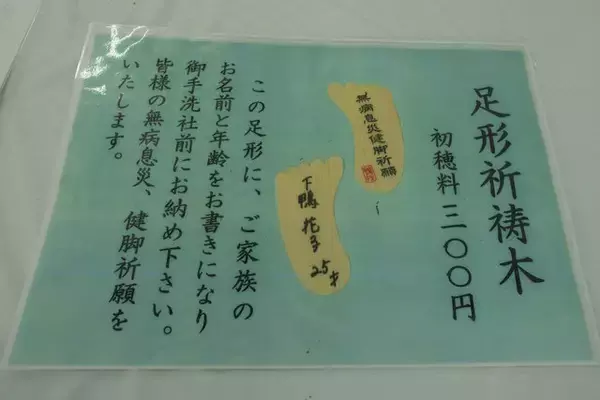 足形祈祷木
初穂料 三〇〇円
無病息災健脚祈願
下鴨 花子 25才
この足形に、ご家族の
お名前と年齢をお書きになり
御手洗社前にお納め下さい。
皆様の無病息災、健脚祈願を
いたします。